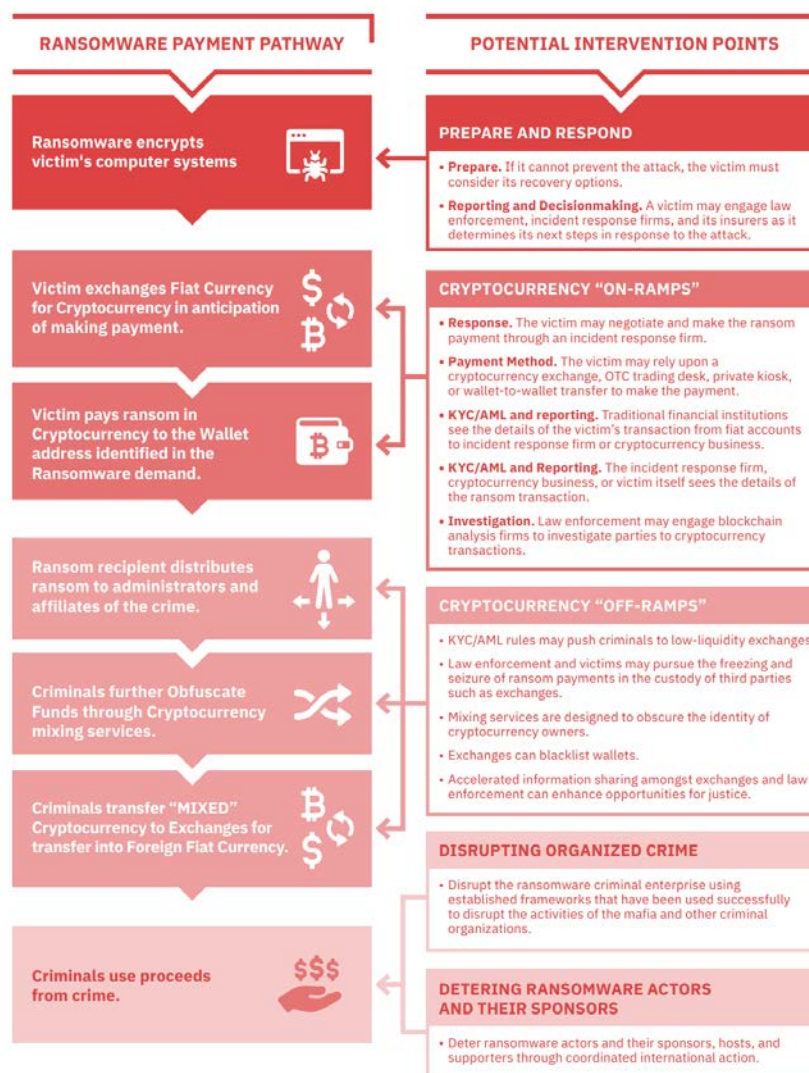 RANSOMWARE PAYMENT PATHWAY
Ransomware encrypts
victim's computer systems
Victim exchanges Fiat Currency
for Cryptocurrency in anticipation
of making payment.
Victim pays ransom in
Cryptocurrency to the Wallet
address identified in the
Ransomware demand.
Ransom recipient distributes
ransom to administrators and
affiliates of the crime.
Criminals further Obfuscate
Funds through Cryptocurrency
mixing services.
Criminals transfer “MIXED”
Cryptocurrency to Exchanges for
transfer into Foreign Fiat Currency.
Criminals use proceeds
from crime.
$$$
POTENTIAL INTERVENTION POINTS
PREPARE AND RESPOND
• Prepare. If it cannot prevent the attack, the victim must
consider its recovery options.
• Reporting and Decisionmaking. A victim may engage law
enforcement, incident response firms, and its insurers as it
determines its next steps in response to the attack.
CRYPTOCURRENCY “ON-RAMPS”
• Response. The victim may negotiate and make the ransom
payment through an incident response firm.
• Payment Method. The victim may rely upon a
cryptocurrency exchange, OTC trading desk, private kiosk,
or wallet-to-wallet transfer to make the payment.
• KYC/AML and reporting. Traditional financial institutions
see the details of the victim’s transaction from fiat accounts
to incident response firm or cryptocurrency business.
• KYC/AML and Reporting. The incident response firm,
cryptocurrency business, or victim itself sees the details of
the ransom transaction.
• Investigation. Law enforcement may engage blockchain
analysis firms to investigate parties to cryptocurrency
transactions.
CRYPTOCURRENCY “OFF-RAMPS”
• KYC/AML rules may push criminals to low-liquidity exchanges
• Law enforcement and victims may pursue the freezing and
seizure of ransom payments in the custody of third parties
such as exchanges.
• Mixing services are designed to obscure the identity of
cryptocurrency owners.
• Exchanges can blacklist wallets.
• Accelerated information sharing amongst exchanges and law
enforcement can enhance opportunities for justice.
DISRUPTING ORGANIZED CRIME
• Disrupt the ransomware criminal enterprise using
established frameworks that have been used successfully
to disrupt the activities of the mafia and other criminal
organizations.
DETERING RANSOMWARE ACTORS
AND THEIR SPONSORS
• Deter ransomware actors and their sponsors, hosts, and
supporters through coordinated international action.